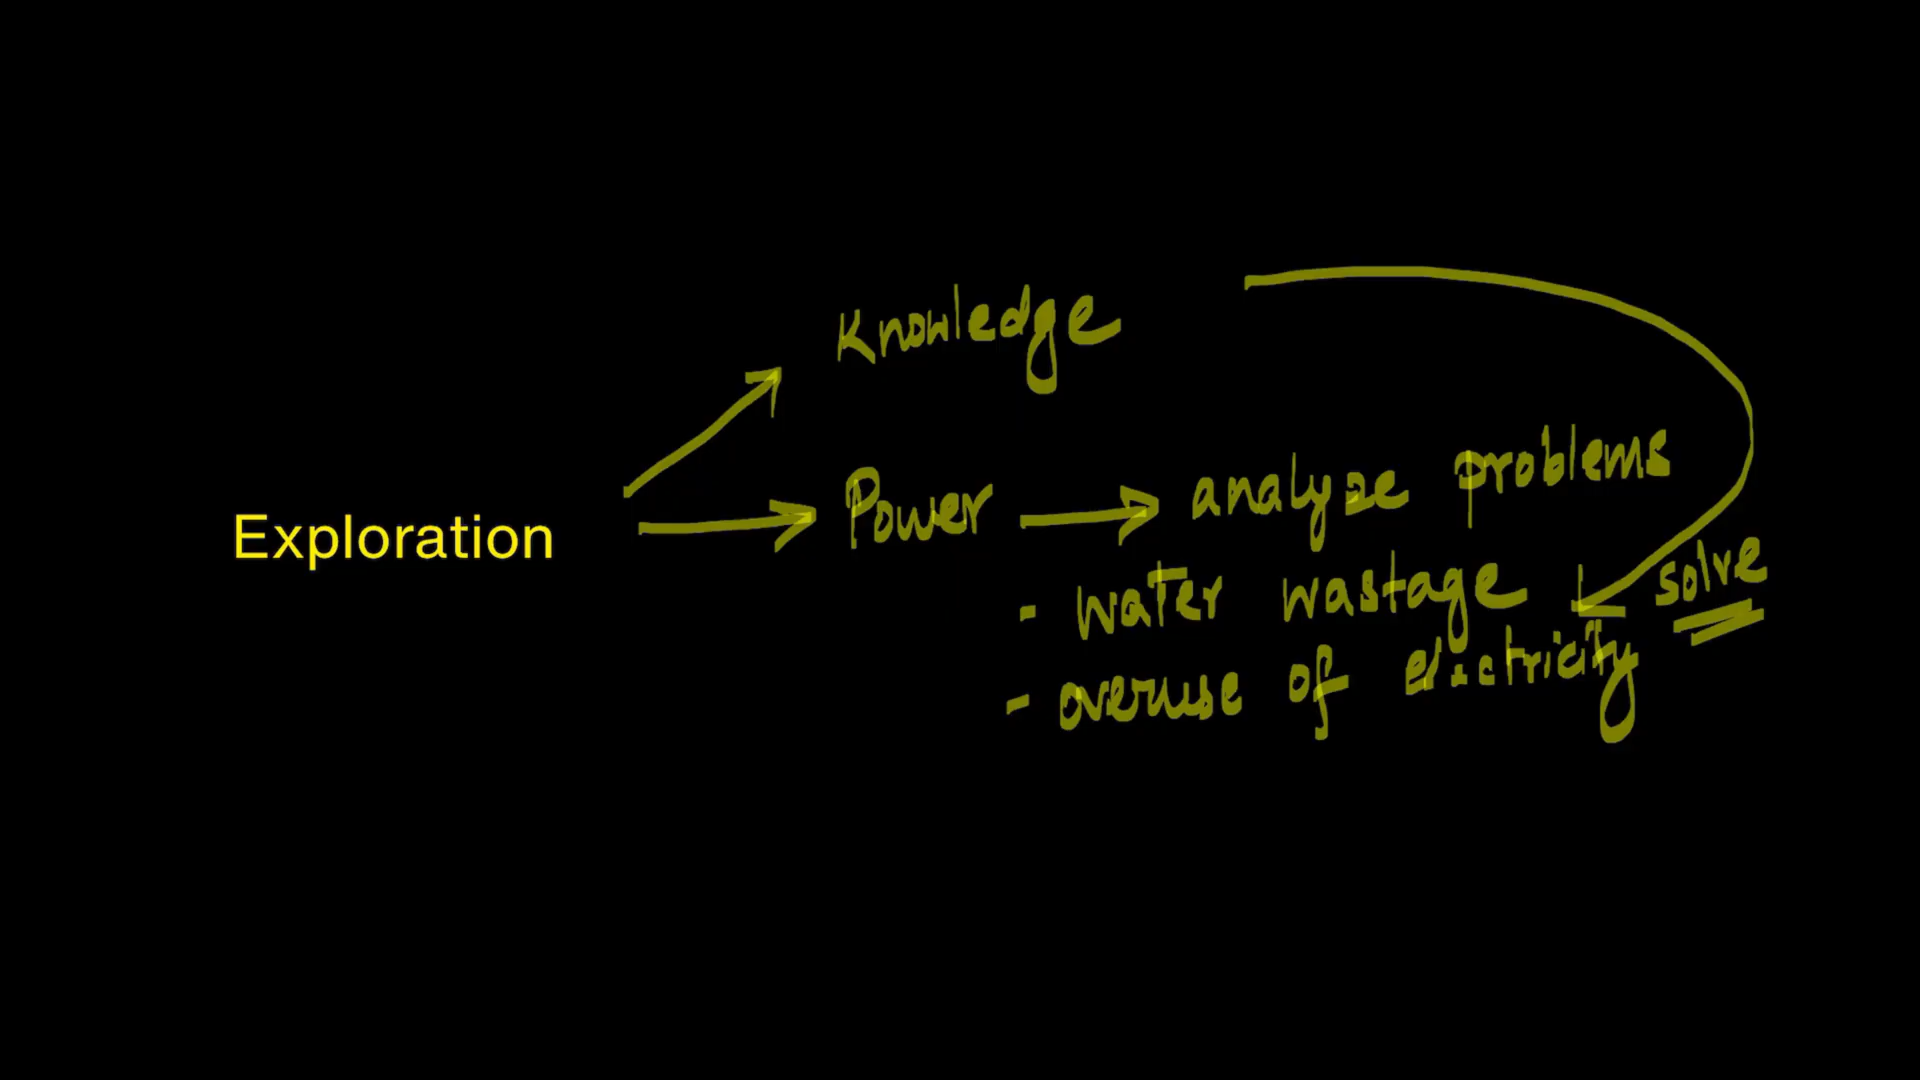 Knowledge
Exploration
Power → analyze problems
- water wastage
solve
- overuse of electricity